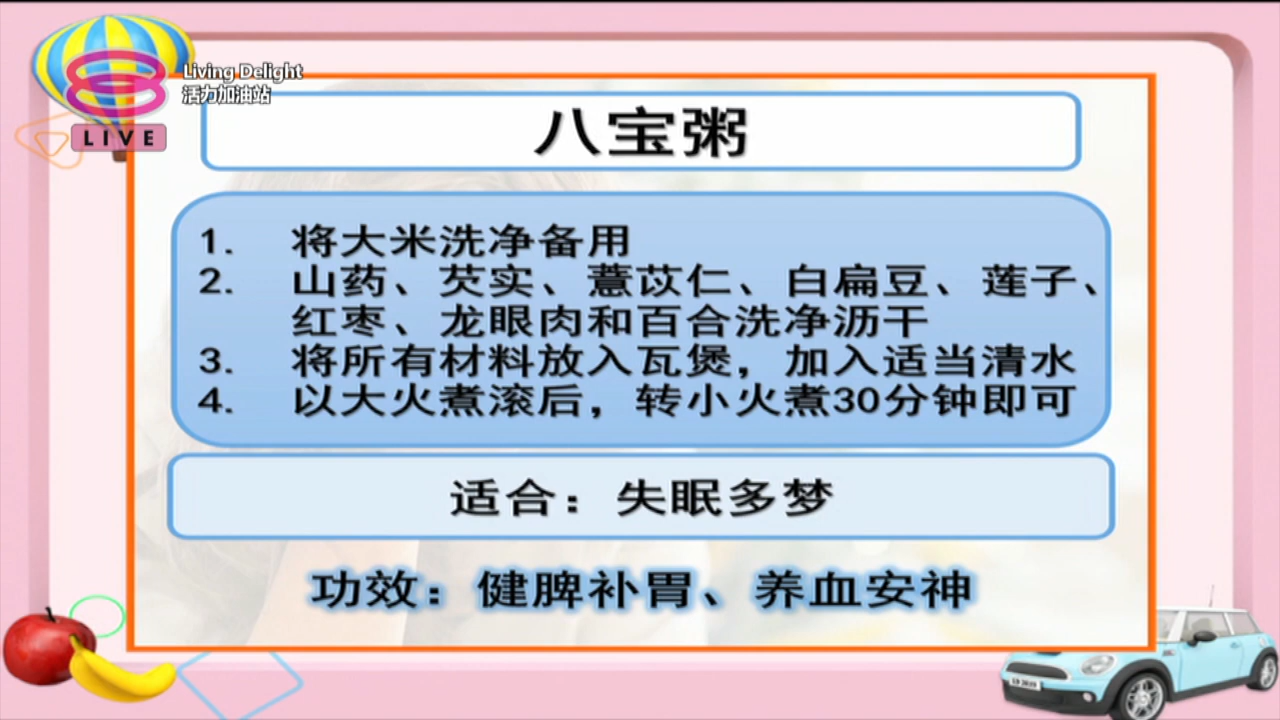 Living Delight
活力加油站
LIVE
八宝粥
1. 将大米洗净备用
2. 山药、芡实、薏苡仁、白扁豆、莲子、
红枣、龙眼肉和百合洗净沥干
3. 将所有材料放入瓦煲，加入适当清水
4. 以大火煮滚后，转小火煮30分钟即可
适合：失眠多梦
功效：健脾补胃、养血安神